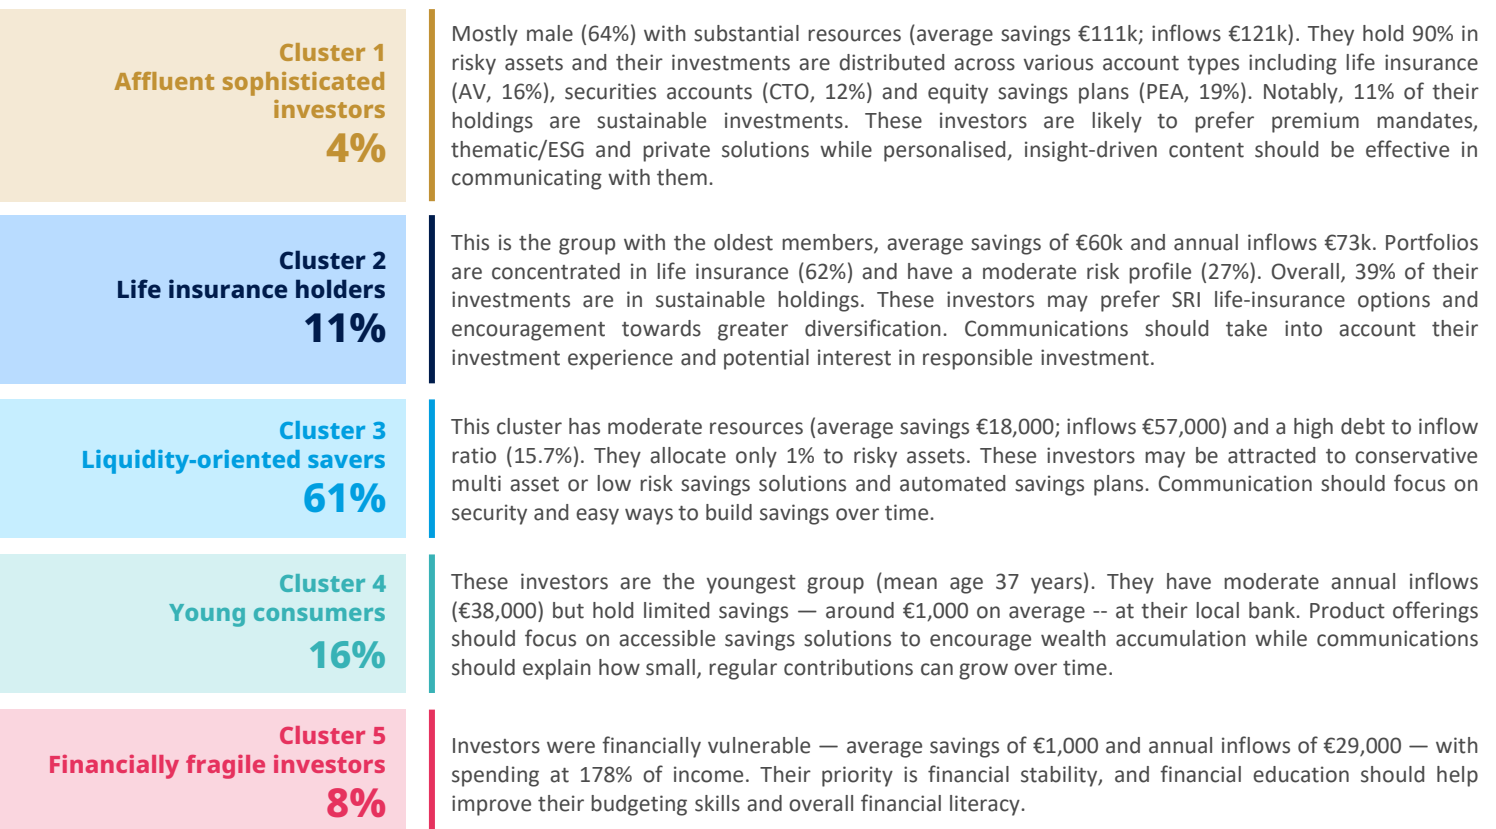 Cluster 1
Affluent sophisticated
investors
4%
Mostly male (64%) with substantial resources (average savings €111k; inflows €121k). They hold 90% in
risky assets and their investments are distributed across various account types including life insurance
(AV, 16%), securities accounts (CTO, 12%) and equity savings plans (PEA, 19%). Notably, 11% of their
holdings are sustainable investments. These investors are likely to prefer premium mandates,
thematic/ESG and private solutions while personalised, insight-driven content should be effective in
communicating with them.
Cluster 2
Life insurance holders
11%
This is the group with the oldest members, average savings of €60k and annual inflows €73k. Portfolios
are concentrated in life insurance (62%) and have a moderate risk profile (27%). Overall, 39% of their
investments are in sustainable holdings. These investors may prefer SRI life-insurance options and
encouragement towards greater diversification. Communications should take into account their
investment experience and potential interest in responsible investment.
Cluster 3
Liquidity-oriented savers
61%
This cluster has moderate resources (average savings €18,000; inflows €57,000) and a high debt to inflow
ratio (15.7%). They allocate only 1% to risky assets. These investors may be attracted to conservative
multi asset or low risk savings solutions and automated savings plans. Communication should focus on
security and easy ways to build savings over time.
Cluster 4
Young consumers
16%
These investors are the youngest group (mean age 37 years). They have moderate annual inflows
(€38,000) but hold limited savings — around €1,000 on average -- at their local bank. Product offerings
should focus on accessible savings solutions to encourage wealth accumulation while communications
should explain how small, regular contributions can grow over time.
Cluster 5
Financially fragile investors
8%
Investors were financially vulnerable — average savings of €1,000 and annual inflows of €29,000 — with
spending at 178% of income. Their priority is financial stability, and financial education should help
improve their budgeting skills and overall financial literacy.